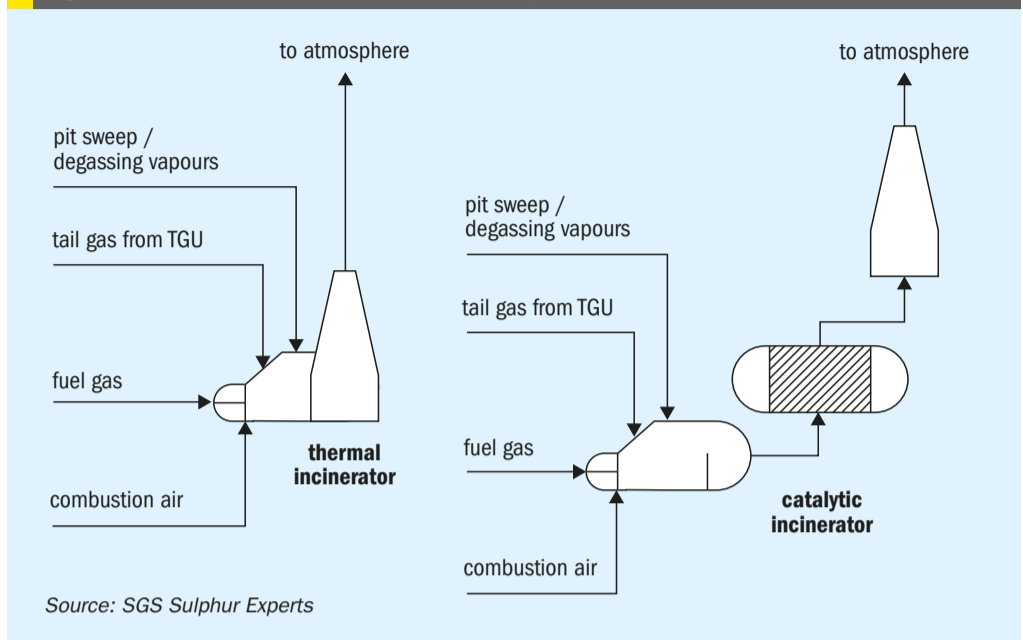 to atmosphere
pit sweep /
degassing vapours
tail gas from TGU
fuel gas
thermal
incinerator
combustion air
to atmosphere
pit sweep /
degassing vapours
tail gas from TGU
fuel gas
catalytic
incinerator
combustion air
Source: SGS Sulphur Experts